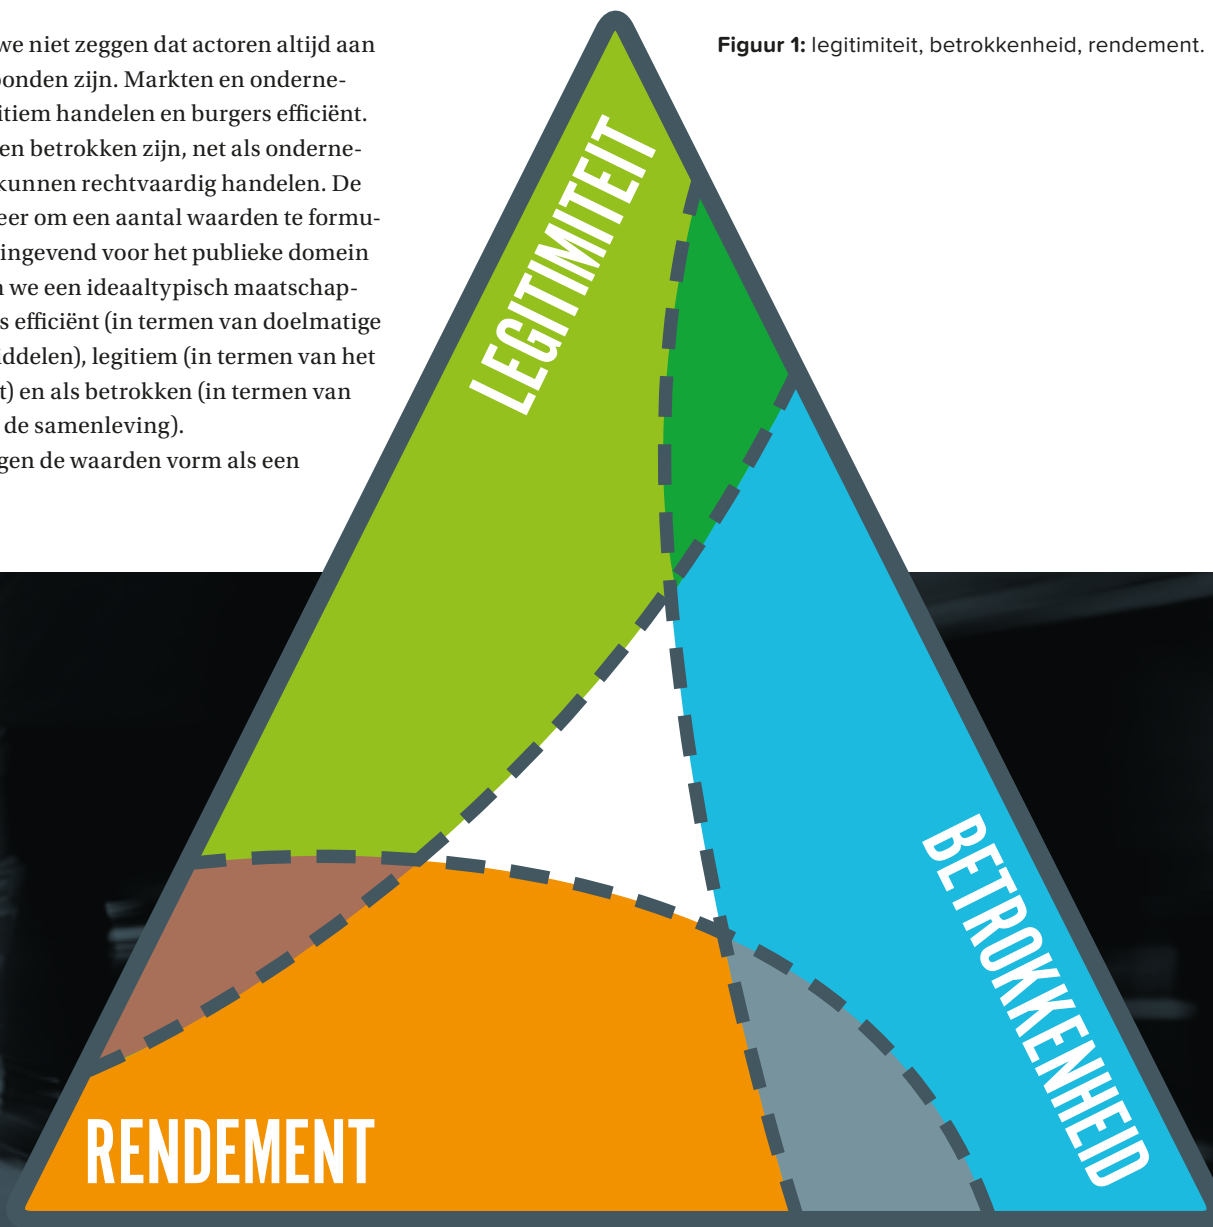 we niet zeggen dat actoren altijd aan
onden zijn. Markten en onderne-
itiem handelen en burgers efficiënt.
en betrokken zijn, net als onderne-
kunnen rechtvaardig handelen. De
eer om een aantal waarden te formu-
ingevend voor het publieke domein
we een ideaaltypisch maatschap-
s efficiënt (in termen van doelmatige
iddelen), legitiem (in termen van het
t) en als betrokken (in termen van
de samenleving).
gen de waarden vorm als een
Figuur 1: legitimiteit, betrokkenheid, rendement.
LEGITIMITEIT
BETROKKENHEID
RENDEMENT